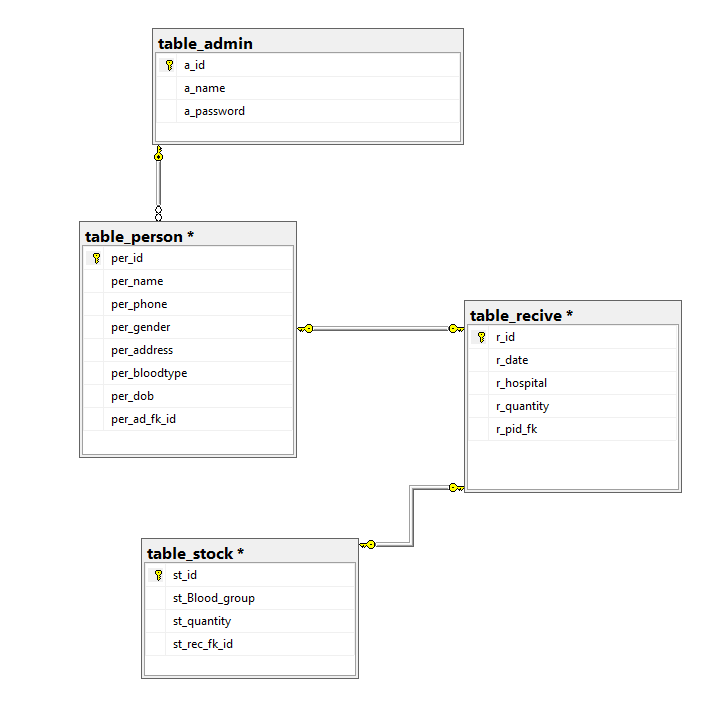 table_admin
a_id
a_name
a_password
table_person *
per_id
per_name
per_phone
per_gender
per_address
per_bloodtype
per_dob
per_ad_fk_id
table_recive *
r_id
r_date
r_hospital
r_quantity
r_pid_fk
table_stock *
st_id
st_Blood_group
st_quantity
st_rec_fk_id